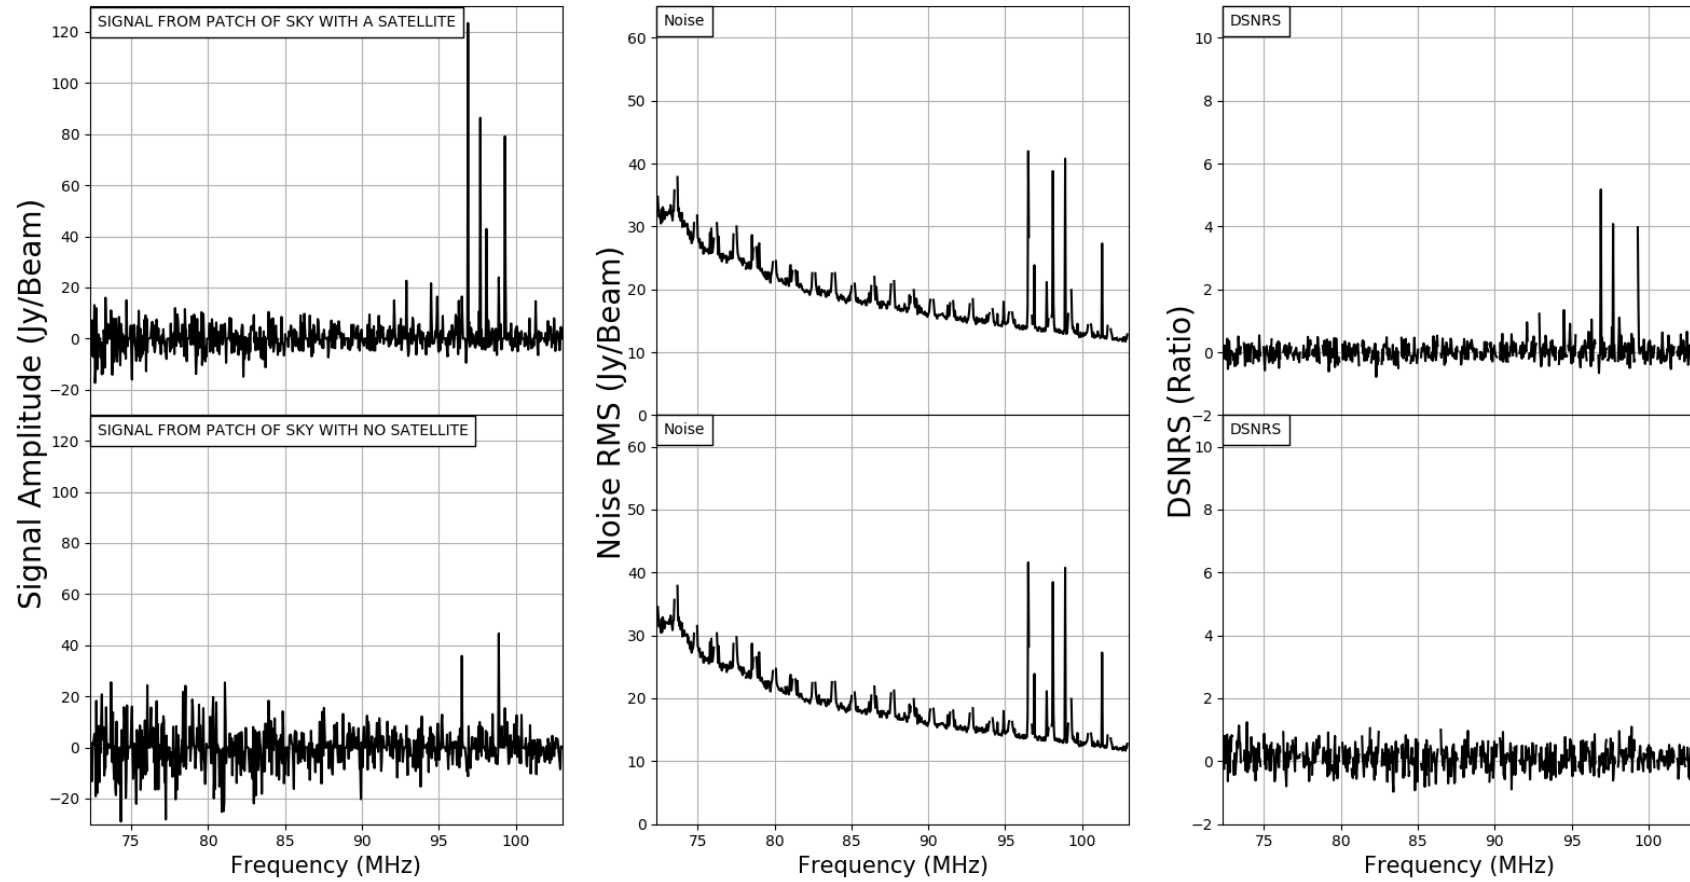 SIGNAL FROM PATCH OF SKY WITH A SATELLITE
Noise
DSNRS
120
100
80
60
40
20
0
−20
60
50
40
30
20
10
0
10
8
6
4
2
0
−2
SIGNAL FROM PATCH OF SKY WITH NO SATELLITE
Noise
DSNRS
120
100
80
60
40
20
0
−20
60
50
40
30
20
10
0
10
8
6
4
2
0
−2
Signal Amplitude (Jy/Beam)
Noise RMS (Jy/Beam)
DSNRS (Ratio)
75 80 85 90 95 100
75 80 85 90 95 100
75 80 85 90 95 100
Frequency (MHz)
Frequency (MHz)
Frequency (MHz)